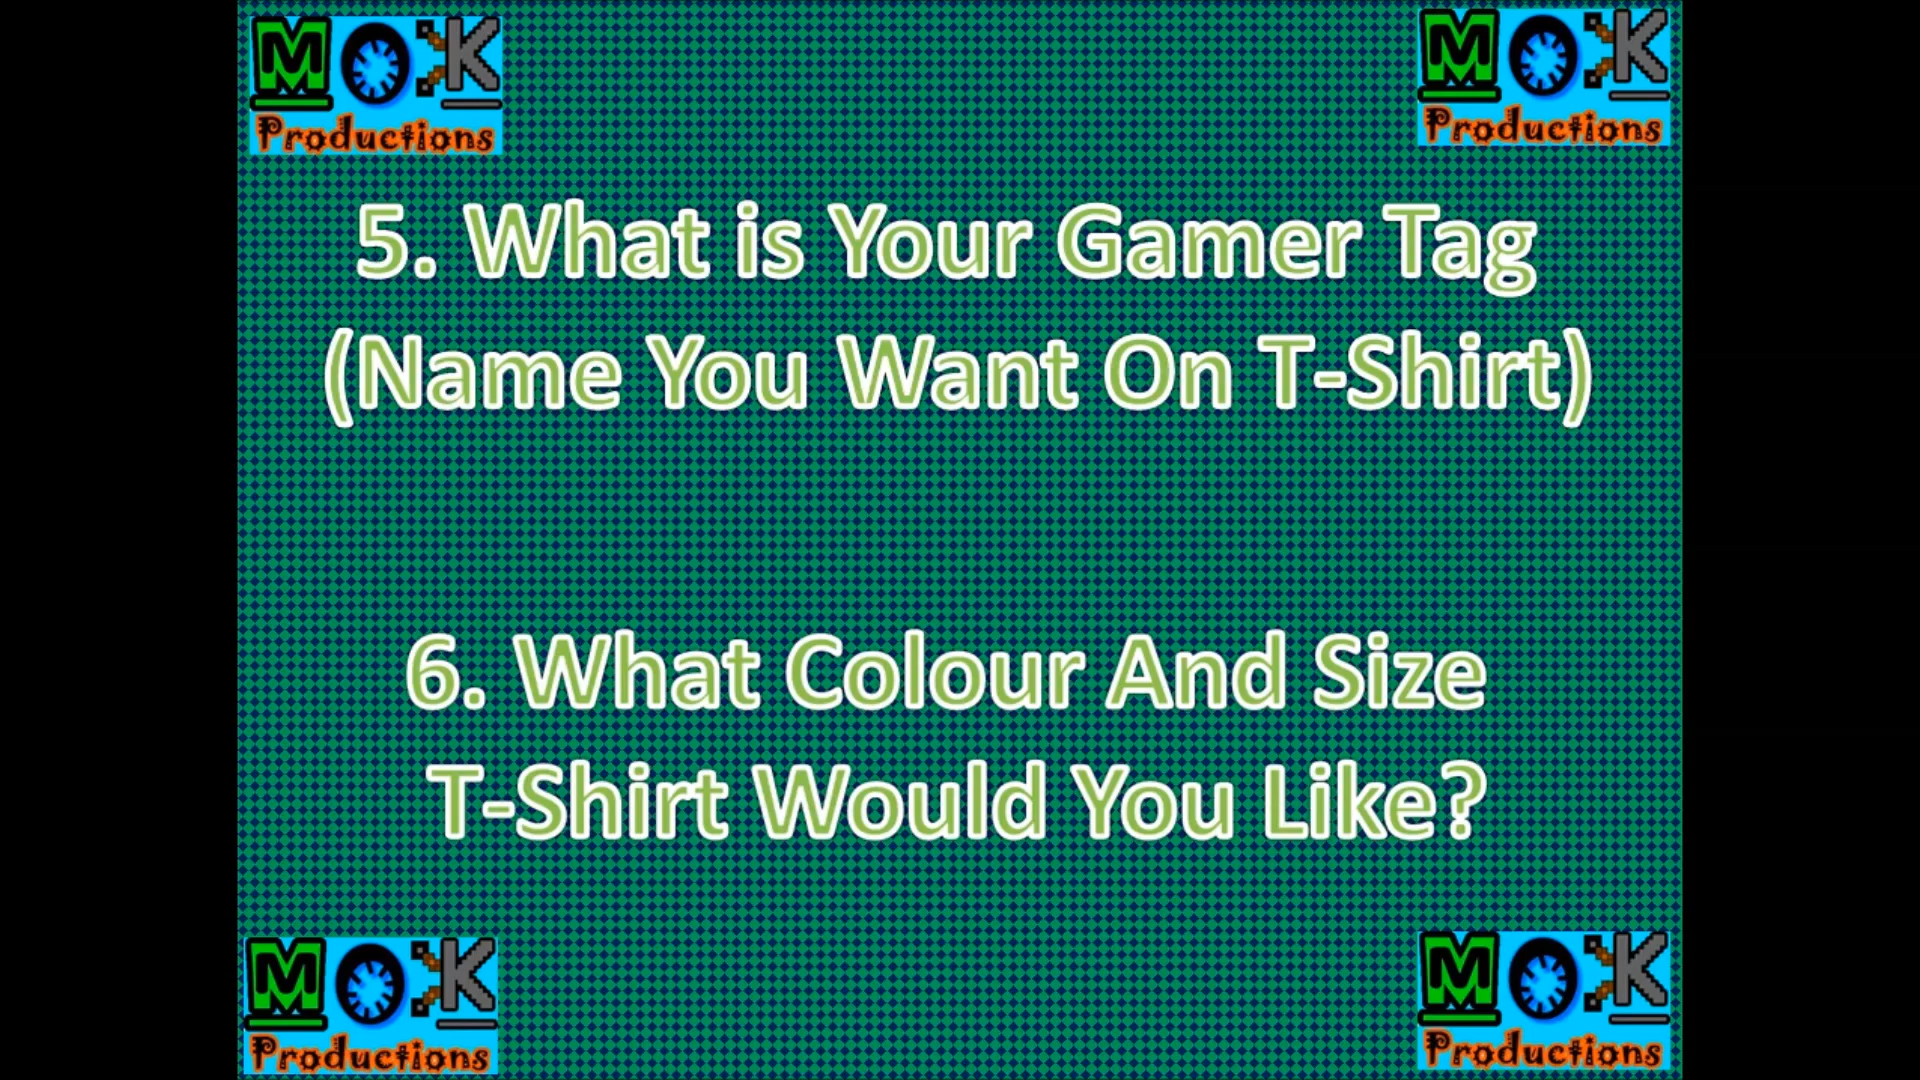 MOK
Productions
MOK
Productions
5. What is Your Gamer Tag
(Name You Want On T-Shirt)
6. What Colour And Size
T-Shirt Would You Like?
MOK
Productions
MOK
Productions